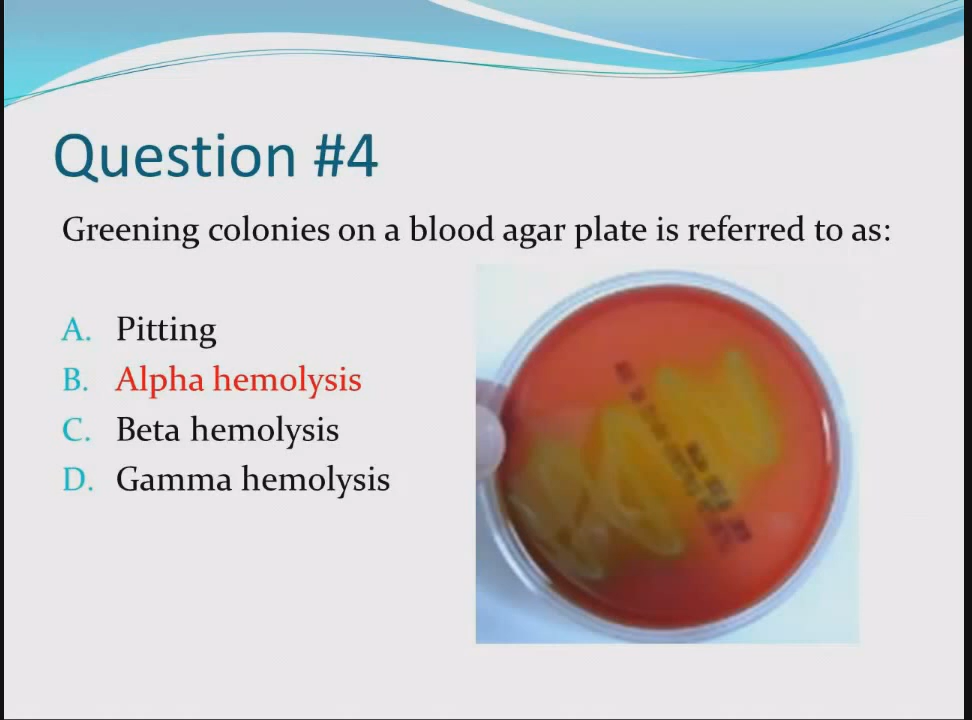 Question #4
Greening colonies on a blood agar plate is referred to as:
A. Pitting
B. Alpha hemolysis
C. Beta hemolysis
D. Gamma hemolysis